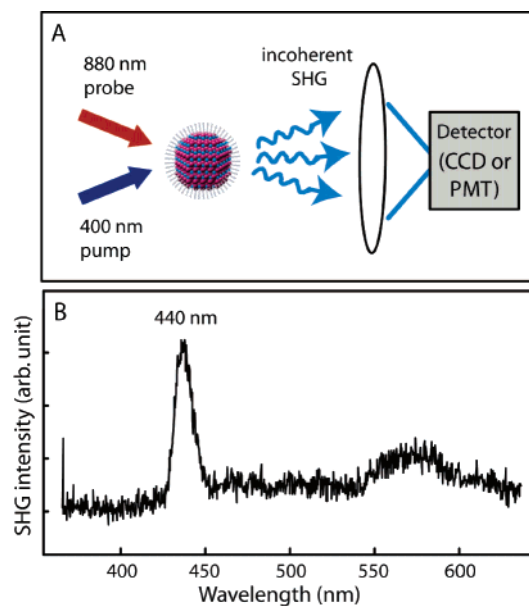 A
880 nm
probe
400 nm
pump
incoherent
SHG
Detector
(CCD or
PMT)
B
440 nm
SHG intensity (arb. unit)
400 450 500 550 600
Wavelength (nm)